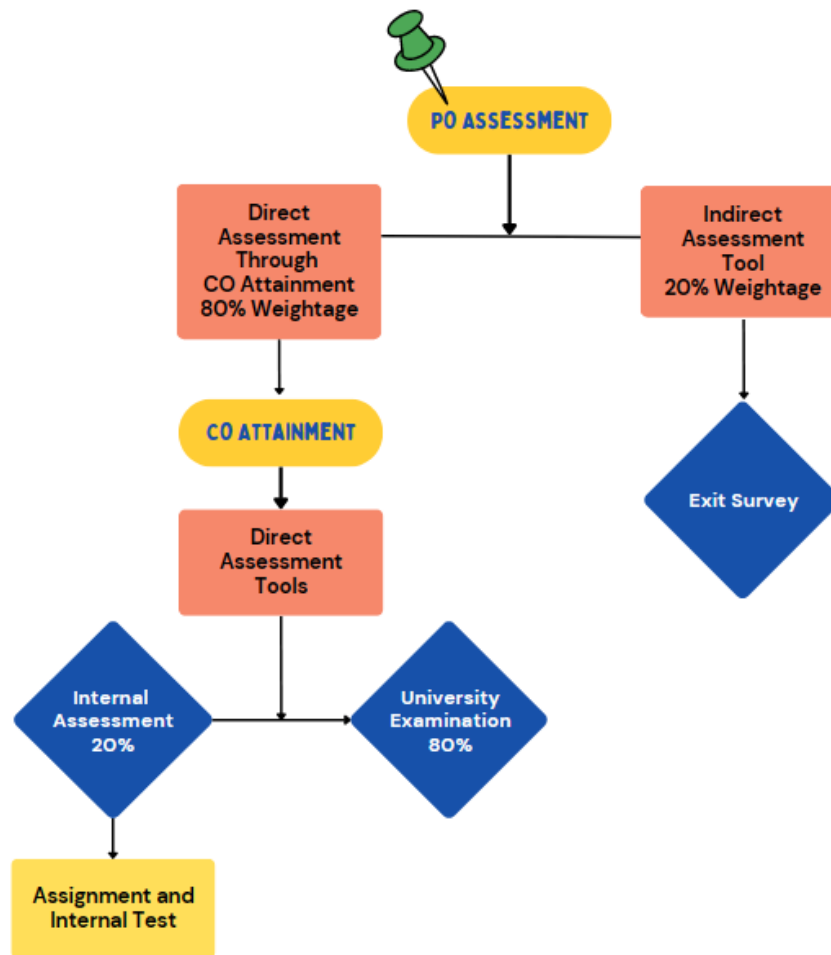 PO ASSESSMENT
Direct
Assessment
Through
CO Attainment
80% Weightage
Indirect
Assessment
Tool
20% Weightage
CO ATTAINMENT
Exit Survey
Direct
Assessment
Tools
Internal
Assessment
20%
University
Examination
80%
Assignment and
Internal Test